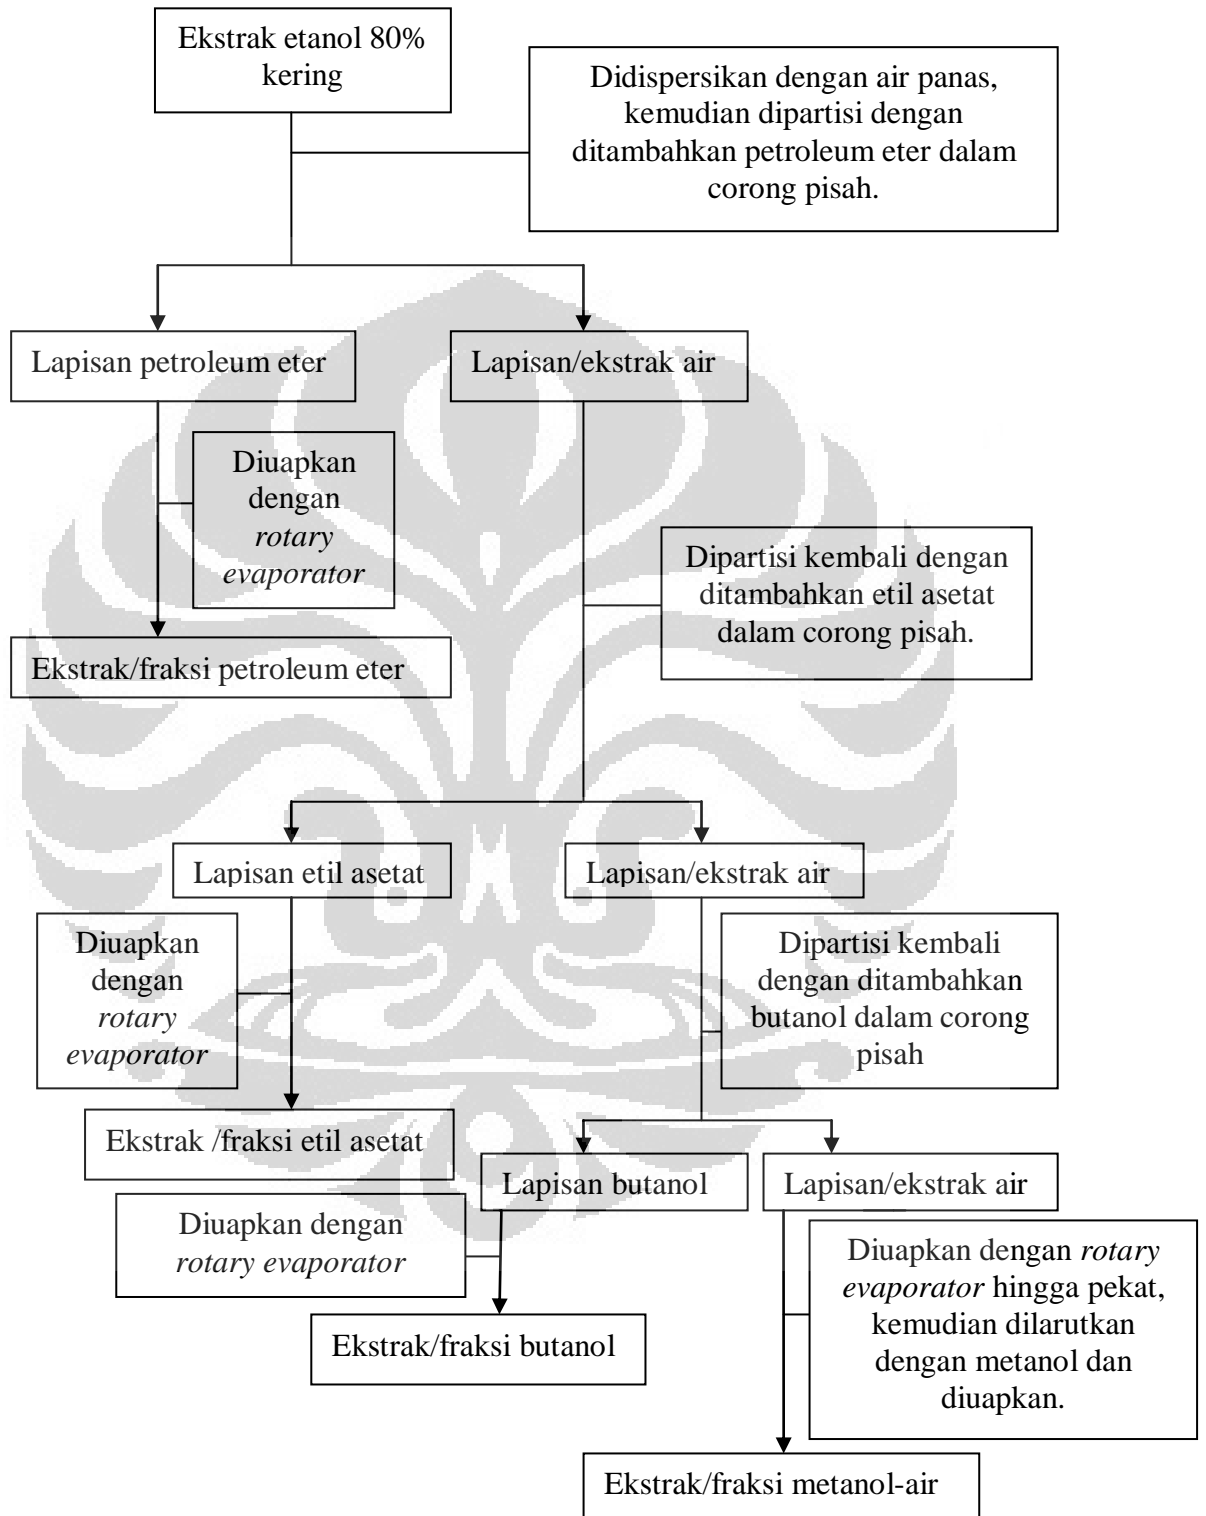 Ekstrak etanol 80%
kering
Didispersikan dengan air panas,
kemudian dipartisi dengan
ditambahkan petroleum eter dalam
corong pisah.
Lapisan petroleum eter
Lapisan/ekstrak air
Diuapkan
dengan
rotary
evaporator
Dipartisi kembali dengan
ditambahkan etil asetat
dalam corong pisah.
Ekstrak/fraksi petroleum eter
Lapisan etil asetat
Lapisan/ekstrak air
Diuapkan
dengan
rotary
evaporator
Dipartisi kembali
dengan ditambahkan
butanol dalam corong
pisah
Ekstrak /fraksi etil asetat
Lapisan butanol
Lapisan/ekstrak air
Diuapkan dengan
rotary evaporator
Diuapkan dengan rotary
evaporator hingga pekat,
kemudian dilarutkan
dengan metanol dan
diuapkan.
Ekstrak/fraksi butanol
Ekstrak/fraksi metanol-air